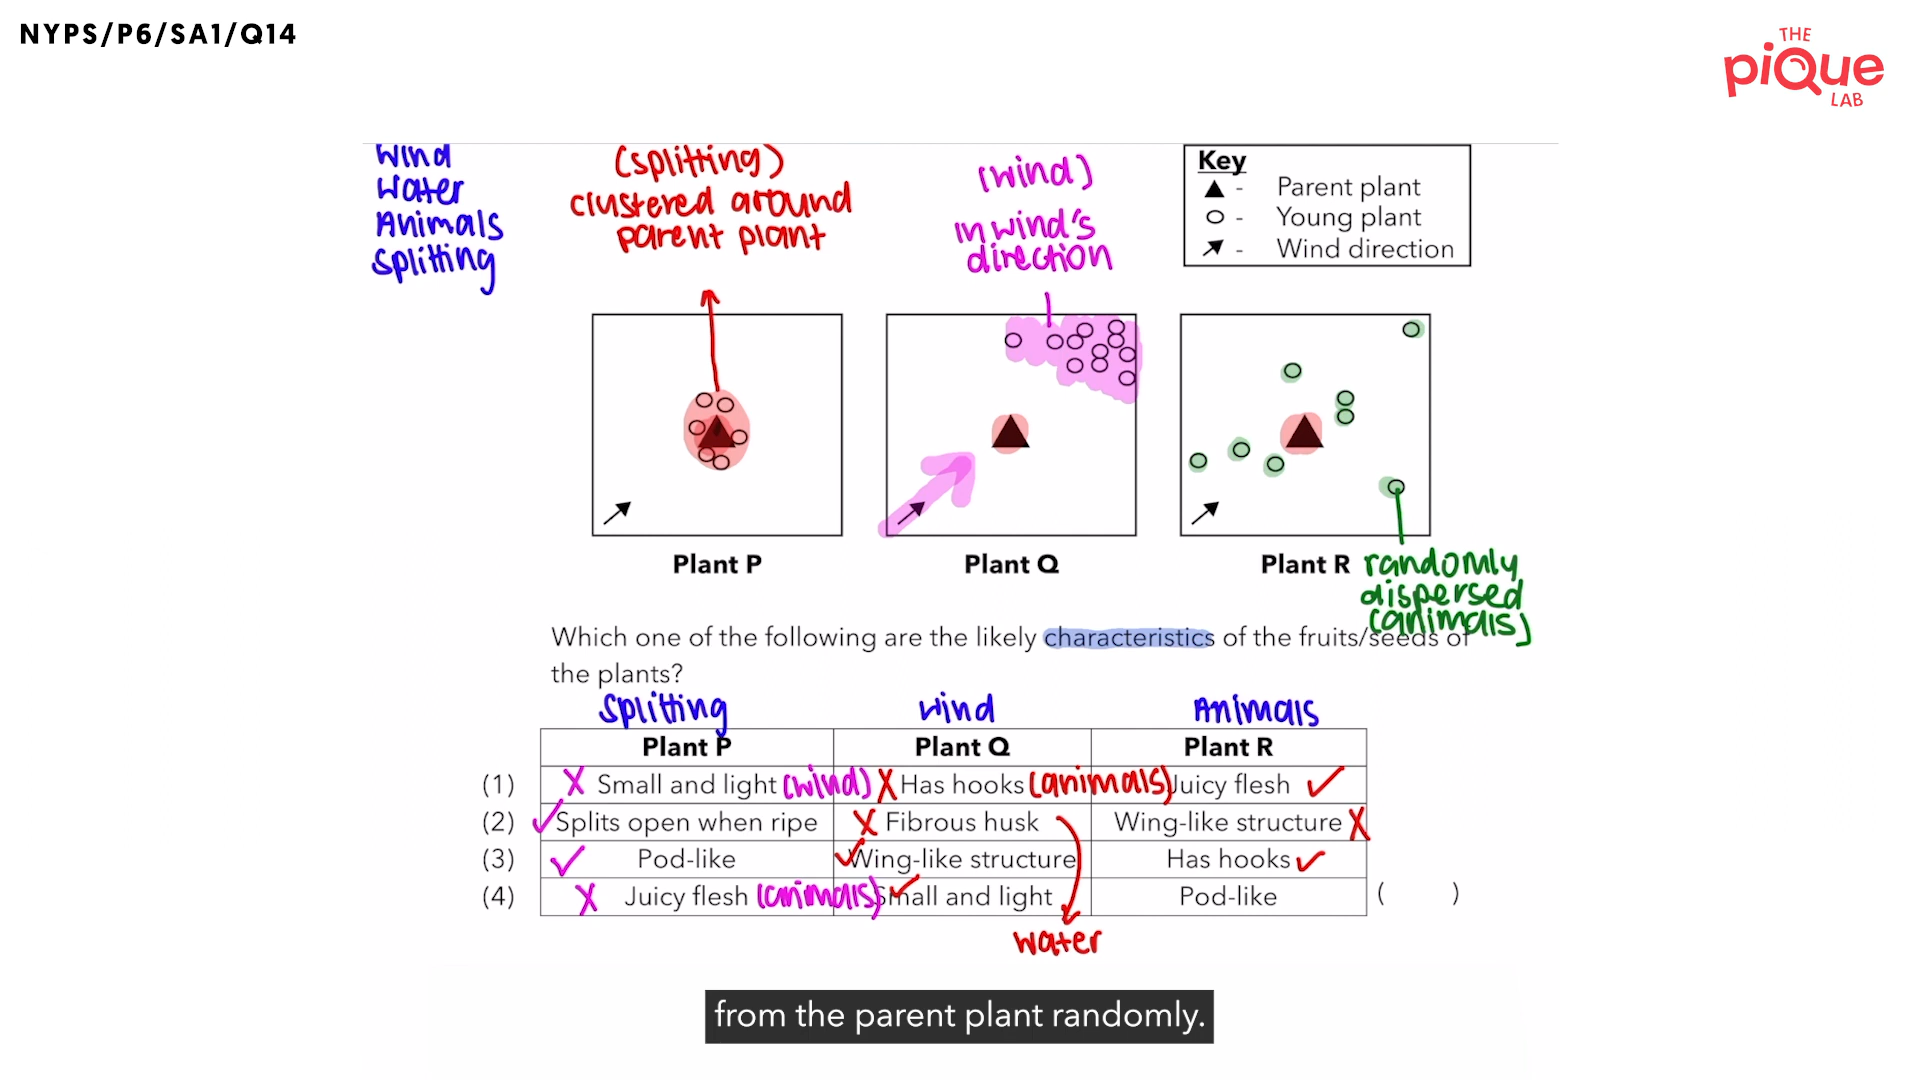 NYPS/P6/SA1/Q14
THE
piQue
LAB
Wind
Water
Animals
Splitting
(splitting)
clustered around
parent plant
(wind)
in wind's
direction
Key
- Parent plant
- Young plant
- Wind direction
Plant P
Plant Q
Plant R
randomly
dispersed
(animals)
Which one of the following are the likely characteristics of the fruits/seeds of
the plants?
Splitting Wind Animals
Plant P Plant Q Plant R
(1) X Small and light (wind) X Has hooks (animals) Juicy flesh ✓
(2) ✓ Splits open when ripe X Fibrous husk Wing-like structure X
(3) ✓ Pod-like ✓ Wing-like structure Has hooks ✓
(4) X Juicy flesh (animals) ✓ Small and light Pod-like ( )
water
from the parent plant randomly.